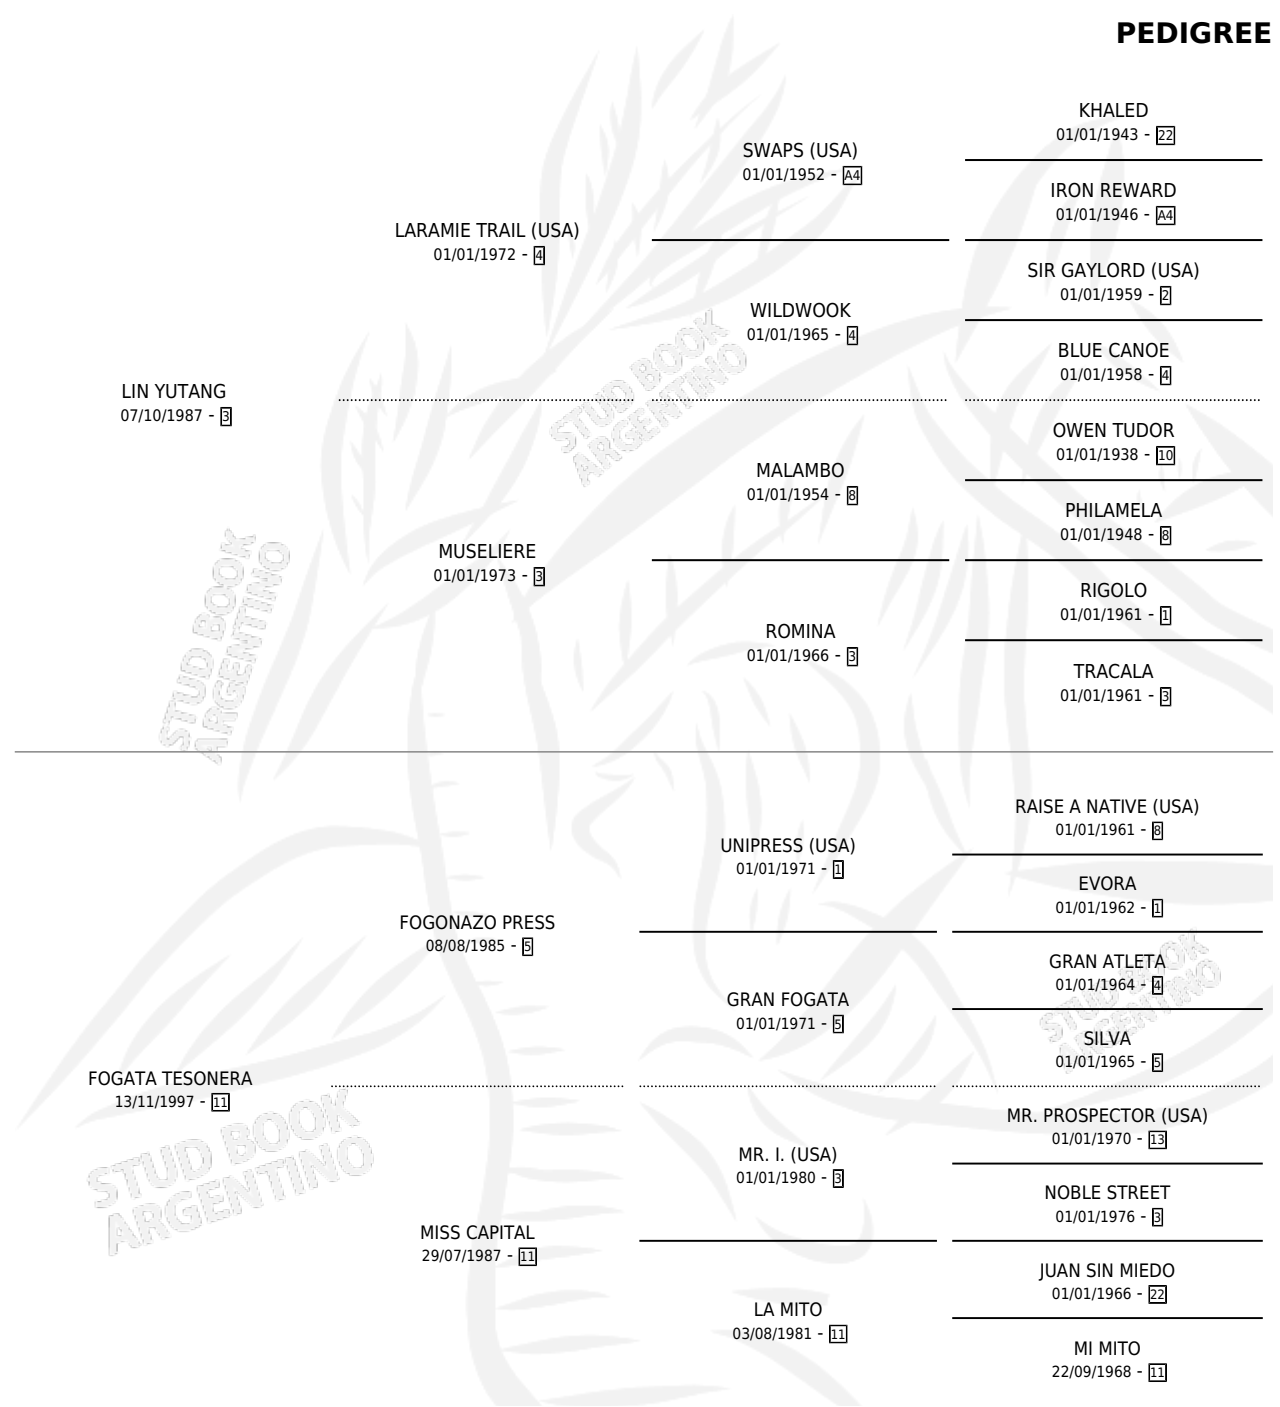 PEDIGREE
KHALED
01/01/1943 - 22
SWAPS (USA)
01/01/1952 - A4
IRON REWARD
01/01/1946 - A4
LARAMIE TRAIL (USA)
01/01/1972 - 4
SIR GAYLORD (USA)
01/01/1959 - 2
WILDWOOK
01/01/1965 - 4
BLUE CANOE
01/01/1958 - 4
LIN YUTANG
07/10/1987 - 3
STUD BOOK
ARGENTINO
OWEN TUDOR
01/01/1938 - 10
MALAMBO
01/01/1954 - 8
PHILAMELA
01/01/1948 - 8
MUSELIERE
01/01/1973 - 3
RIGOLO
01/01/1961 - 1
ROMINA
01/01/1966 - 3
TRACALA
01/01/1961 - 3
STUD BOOK
ARGENTINO
RAISE A NATIVE (USA)
01/01/1961 - 8
UNIPRESS (USA)
01/01/1971 - 1
EVORA
01/01/1962 - 1
FOGONAZO PRESS
08/08/1985 - 5
GRAN ATLETA
01/01/1964 - 4
GRAN FOGATA
01/01/1971 - 5
SILVA
01/01/1965 - 5
STUD BOOK
ARGENTINO
FOGATA TESONERA
13/11/1997 - 11
MR. PROSPECTOR (USA)
01/01/1970 - 13
MR. I. (USA)
01/01/1980 - 3
NOBLE STREET
01/01/1976 - 3
STUD BOOK
ARGENTINO
MISS CAPITAL
29/07/1987 - 11
JUAN SIN MIEDO
01/01/1966 - 22
LA MITO
03/08/1981 - 11
MI MITO
22/09/1968 - 11